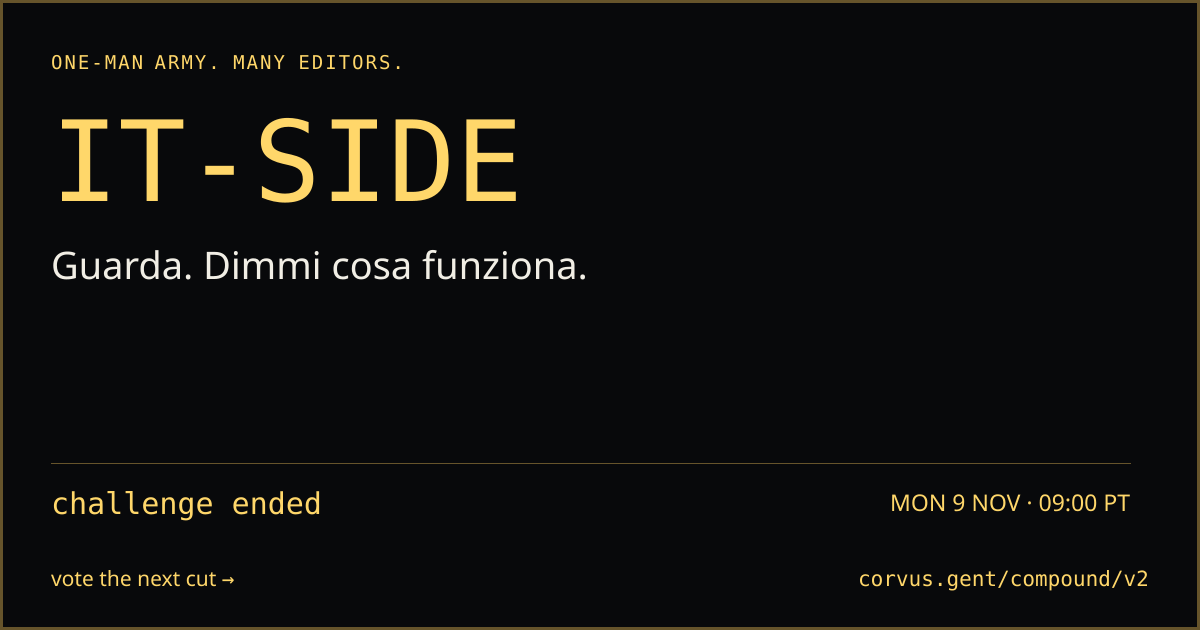 ONE-MAN ARMY. MANY EDITORS.
IT-SIDE
Guarda. Dimmi cosa funziona.
challenge ended
MON 9 NOV · 09:00 PT
vote the next cut →
corvus.gent/compound/v2